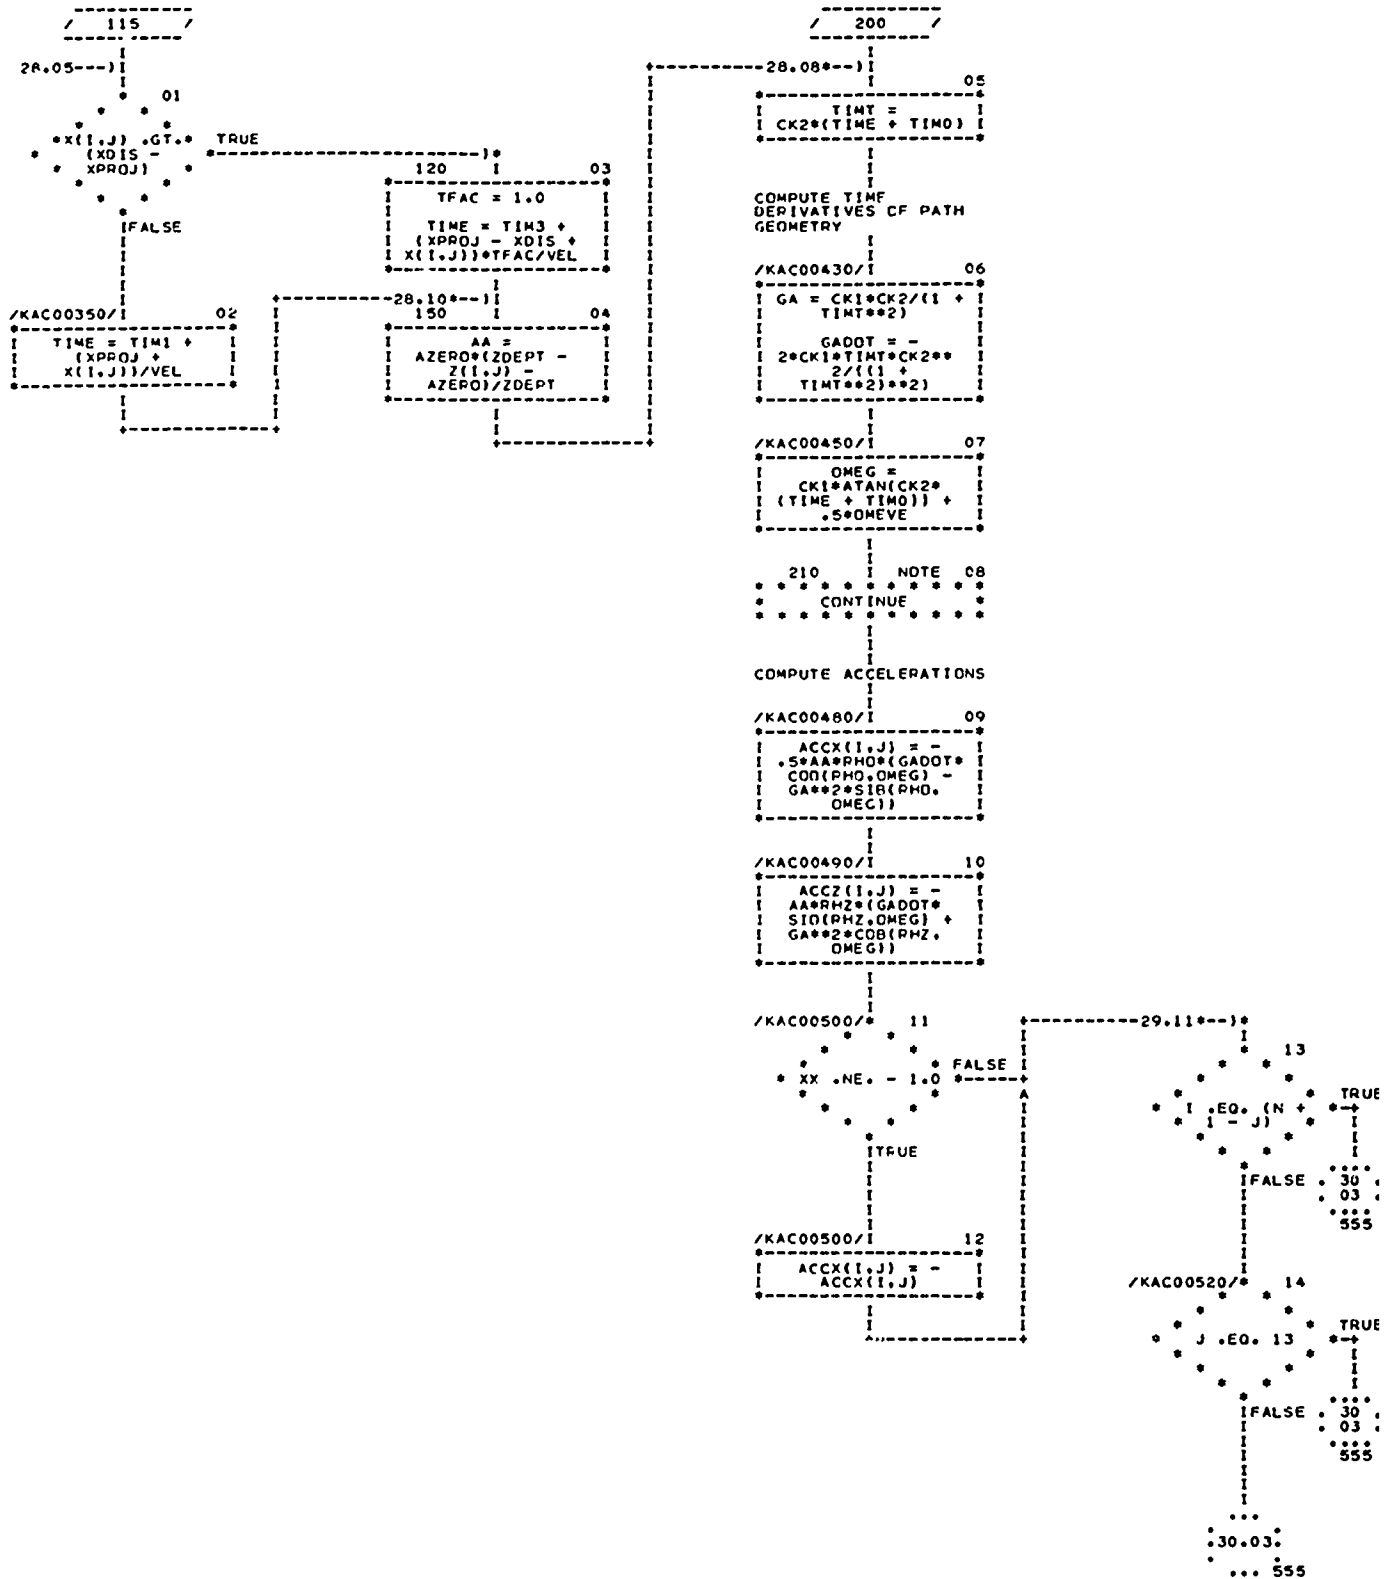 / 115 /
28.05---)
01
X(I,J) .GT.
(XDIS -
XPROJ)
TRUE
FALSE
/KAC00350/ 02
TIME = TIM1 +
(XPROJ +
X(I,J))/VEL
120 03
TFAC = 1.0
TIME = TIM3 +
(XPROJ - XDIS +
X(I,J))*TFAC/VEL
28.10*--)
150 04
AA =
AZERO*(ZDEPT -
Z(I,J) -
AZERO)/ZDEPT
/ 200 /
28.08*--)
05
TIMT =
CK2*(TIME + TIMO)
COMPUTE TIME
DERIVATIVES OF PATH
GEOMETRY
/KAC00430/ 06
GA = CK1*CK2/(1 +
TIMT**2)
GADOT = -
2*CK1*TIMT*CK2**
2/((1 +
TIMT**2)**2)
/KAC00450/ 07
OMEG =
CK1*ATAN(CK2*
(TIME + TIMO)) +
.5*OMEVE
210 NOTE 08
CONTINUE
COMPUTE ACCELERATIONS
/KAC00480/ 09
ACCX(I,J) = -
.5*AA*RHO*(GADOT*
COD(RHO,OMEG) -
GA**2*SIB(RHO,
OMEG))
/KAC00490/ 10
ACCZ(I,J) = -
AA*RHZ*(GADOT*
SID(RHZ,OMEG) +
GA**2*COB(RHZ,
OMEG))
/KAC00500/ 11
XX .NE. - 1.0
FALSE
TRUE
/KAC00500/ 12
ACCX(I,J) = -
ACCX(I,J)
29.11*--)
13
I .EQ. (N +
1 - J)
TRUE
FALSE
30
03
555
/KAC00520/ 14
J .EQ. 13
TRUE
FALSE
30
03
555
30.03
555